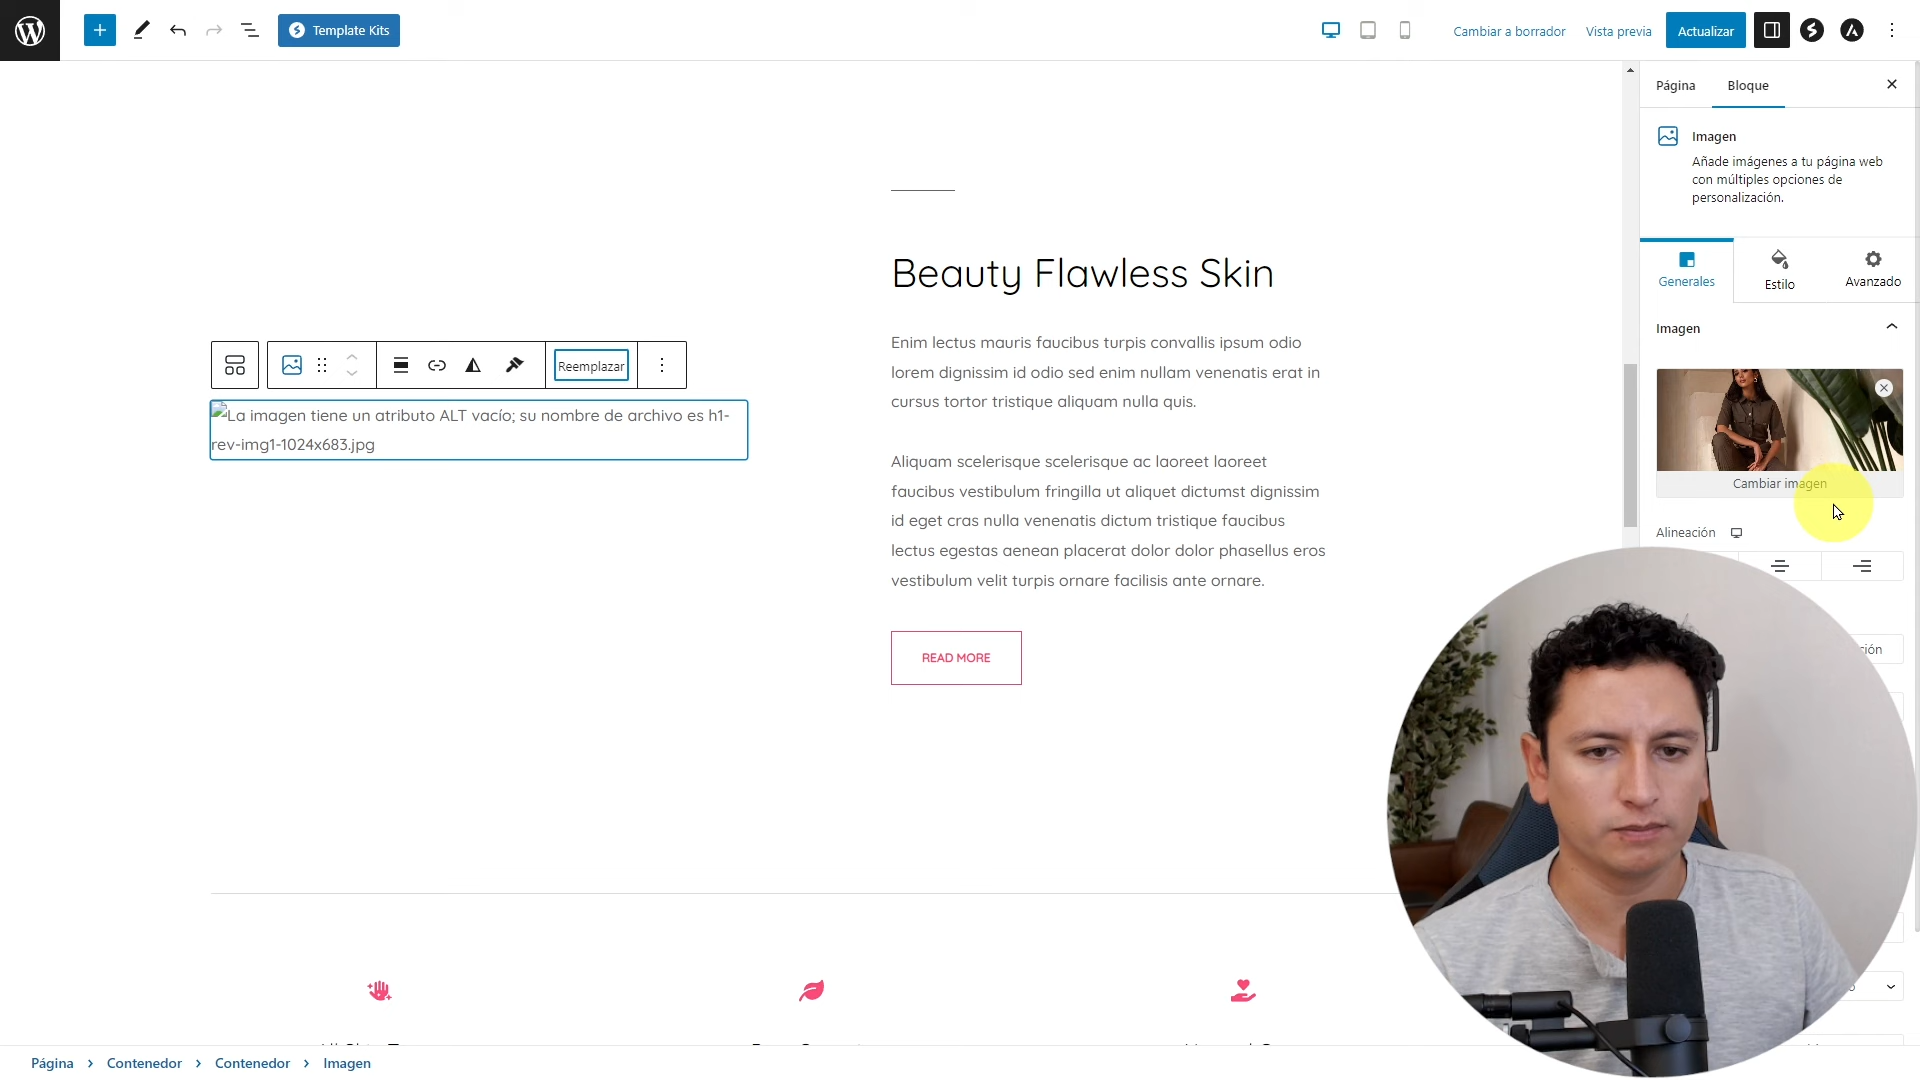 Template Kits
Cambiar a borrador
Vista previa
Actualizar
Página
Bloque
Imagen
Añade imágenes a tu página web
con múltiples opciones de
personalización.
Generales
Estilo
Avanzado
Imagen
Cambiar imagen
Alineación
Beauty Flawless Skin
Enim lectus mauris faucibus turpis convallis ipsum odio
lorem dignissim id odio sed enim nullam venenatis erat in
cursus tortor tristique aliquam nulla quis.
Reemplazar
La imagen tiene un atributo ALT vacío; su nombre de archivo es h1-
rev-img1-1024x683.jpg
Aliquam scelerisque scelerisque ac laoreet laoreet
faucibus vestibulum fringilla ut aliquet dictumst dignissim
id eget cras nulla venenatis dictum tristique faucibus
lectus egestas aenean placerat dolor dolor phasellus eros
vestibulum velit turpis ornare facilisis ante ornare.
READ MORE
Página
Contenedor
Contenedor
Imagen